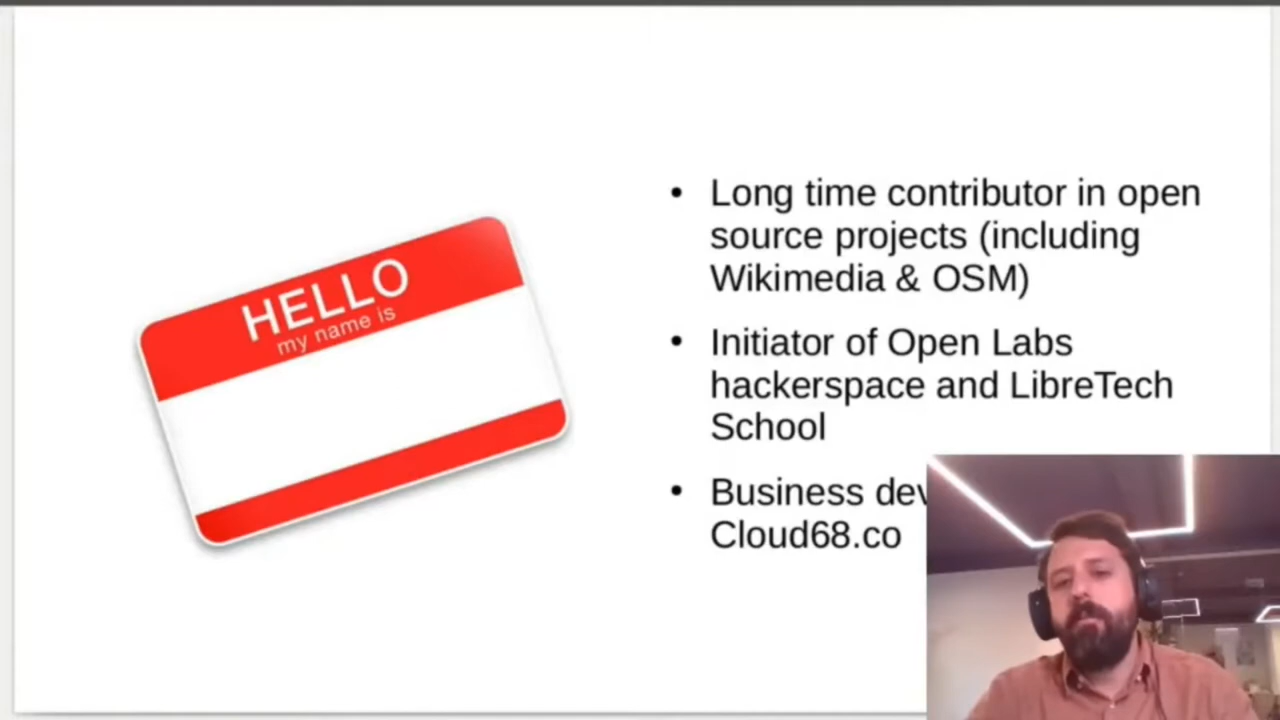 HELLO
my name is
• Long time contributor in open
source projects (including
Wikimedia & OSM)
• Initiator of Open Labs
hackerspace and LibreTech
School
• Business
Cloud68.co